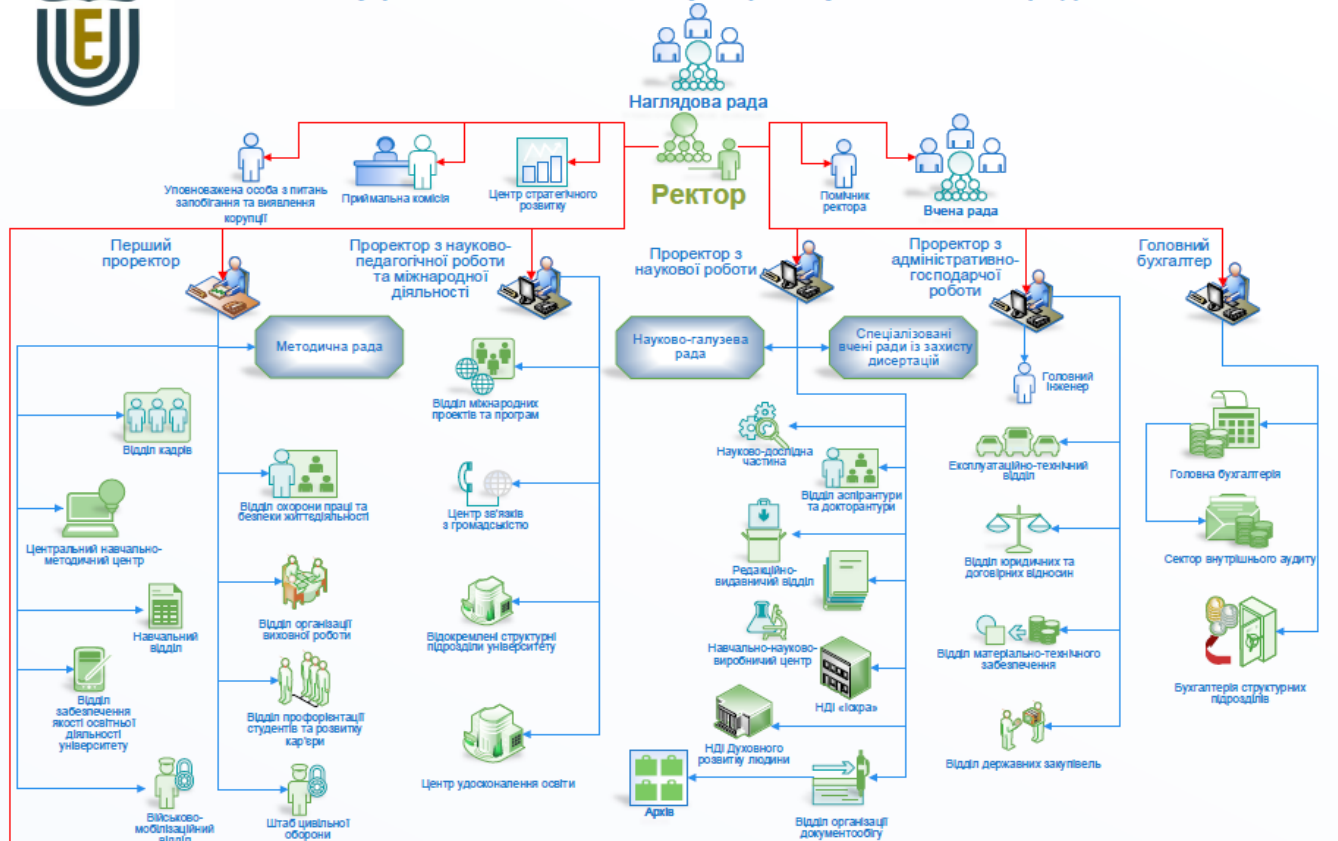 Наглядова рада
Ректор
Уповноважена особа з питань
запобігання та виявлення
корупції
Приймальна комісія
Центр стратегічного
розвитку
Помічник
ректора
Вчена рада
Перший
проректор
Проректор з науково-
педагогічної роботи
та міжнародної
діяльності
Проректор з
наукової роботи
Проректор з
адміністративно-
господарчої
роботи
Головний
бухгалтер
Методична рада
Науково-галузева
рада
Спеціалізовані
вчені ради із захисту
дисертацій
Головний
інженер
Відділ кадрів
Відділ міжнародних
проектів та програм
Науково-дослідна
частина
Експлуатаційно-технічний
відділ
Головна бухгалтерія
Відділ охорони праці та
безпеки життєдіяльності
Центр зв'язків
з громадськістю
Відділ аспірантури
та докторантури
Центральний навчально-
методичний центр
Редакційно-
видавничий відділ
Відділ юридичних та
договірних відносин
Сектор внутрішнього аудиту
Навчальний
відділ
Відділ організації
виховної роботи
Відокремлені структурні
підрозділи університету
Навчально-науково-
виробничий центр
Відділ матеріально-технічного
забезпечення
Бухгалтерія структурних
підрозділів
Відділ
забезпечення
якості освітньої
діяльності
університету
Відділ профорієнтації
студентів та розвитку
кар'єри
НДІ «Іскра»
НДІ Духовного
розвитку людини
Відділ державних закупівель
Центр удосконалення освіти
Військово-
мобілізаційний
відділ
Штаб цивільної
оборони
Архів
Відділ організації
документообігу